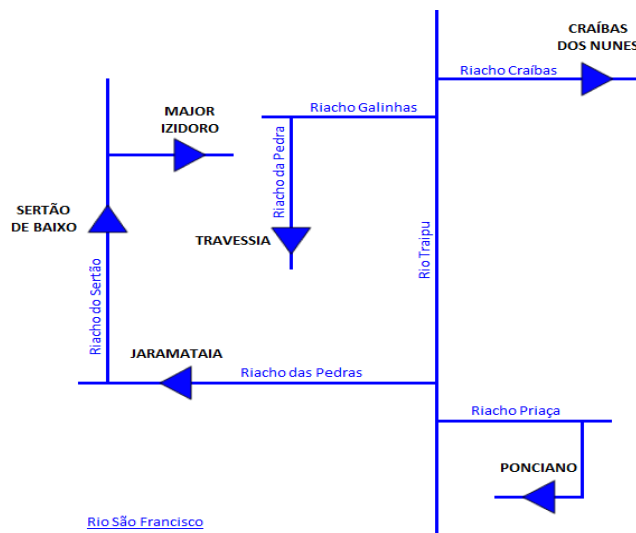 CRAÍBAS
DOS NUNES
Riacho Craíbas
Riacho Galinhas
MAJOR
IZIDORO
Riacho da Pedra
SERTÃO
DE BAIXO
TRAVESSIA
Rio Traipu
Riacho do Sertão
JARAMATAIA
Riacho das Pedras
Riacho Priaça
PONCIANO
Rio São Francisco